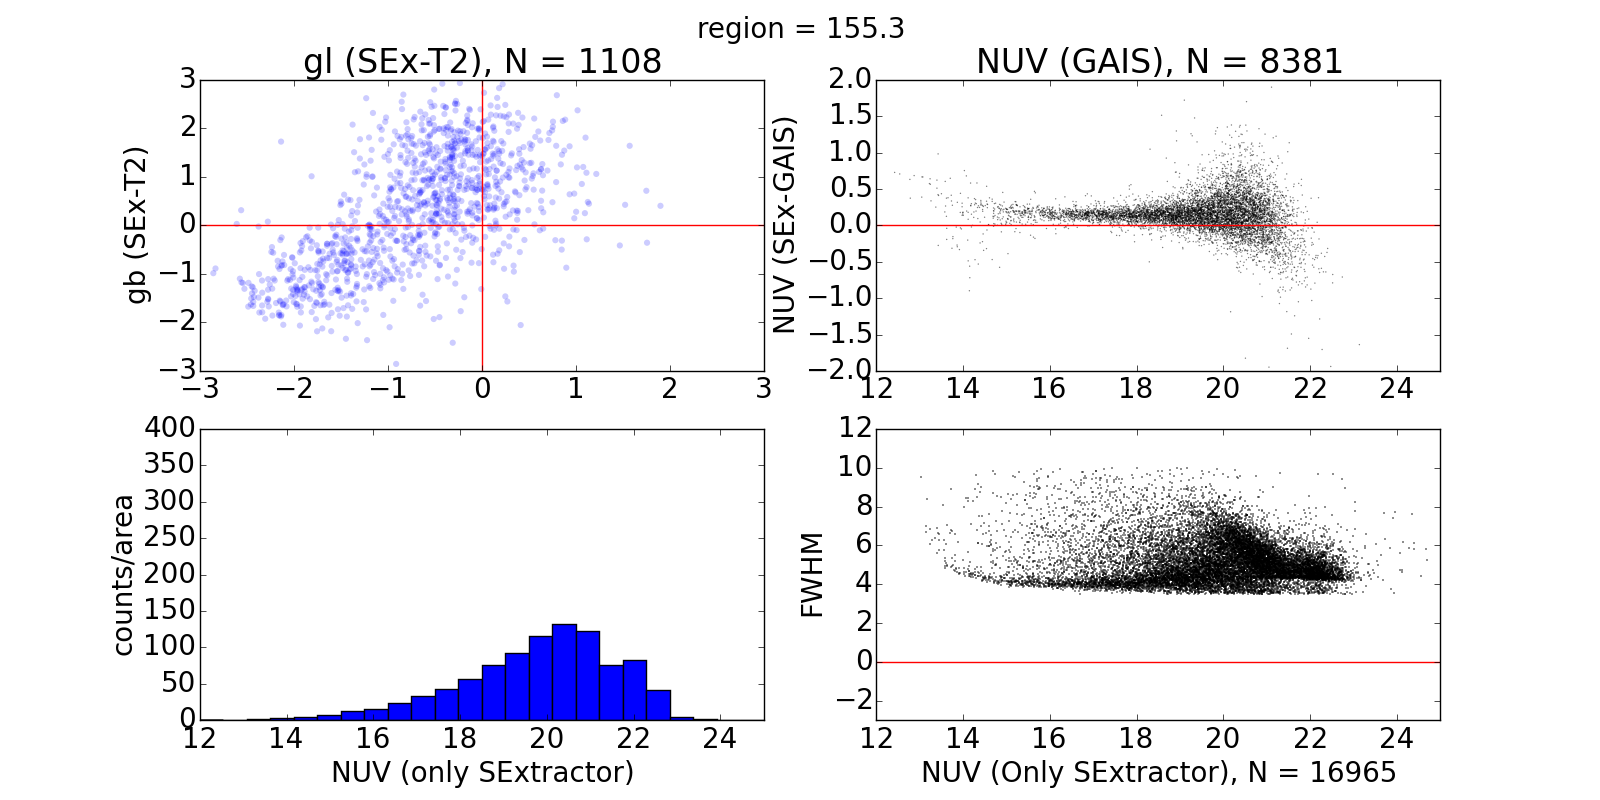 region = 155.3
gl (SEx-T2), N = 1108
NUV (GAIS), N = 8381
3
2
1
0
−1
−2
−3
gb (SEx-T2)
−3 −2 −1 0 1 2 3
2.0
1.5
1.0
0.5
0.0
−0.5
−1.0
−1.5
−2.0
NUV (SEx-GAIS)
12 14 16 18 20 22 24
400
350
300
250
200
150
100
50
0
counts/area
12 14 16 18 20 22 24
NUV (only SExtractor)
12
10
8
6
4
2
0
−2
FWHM
12 14 16 18 20 22 24
NUV (Only SExtractor), N = 16965